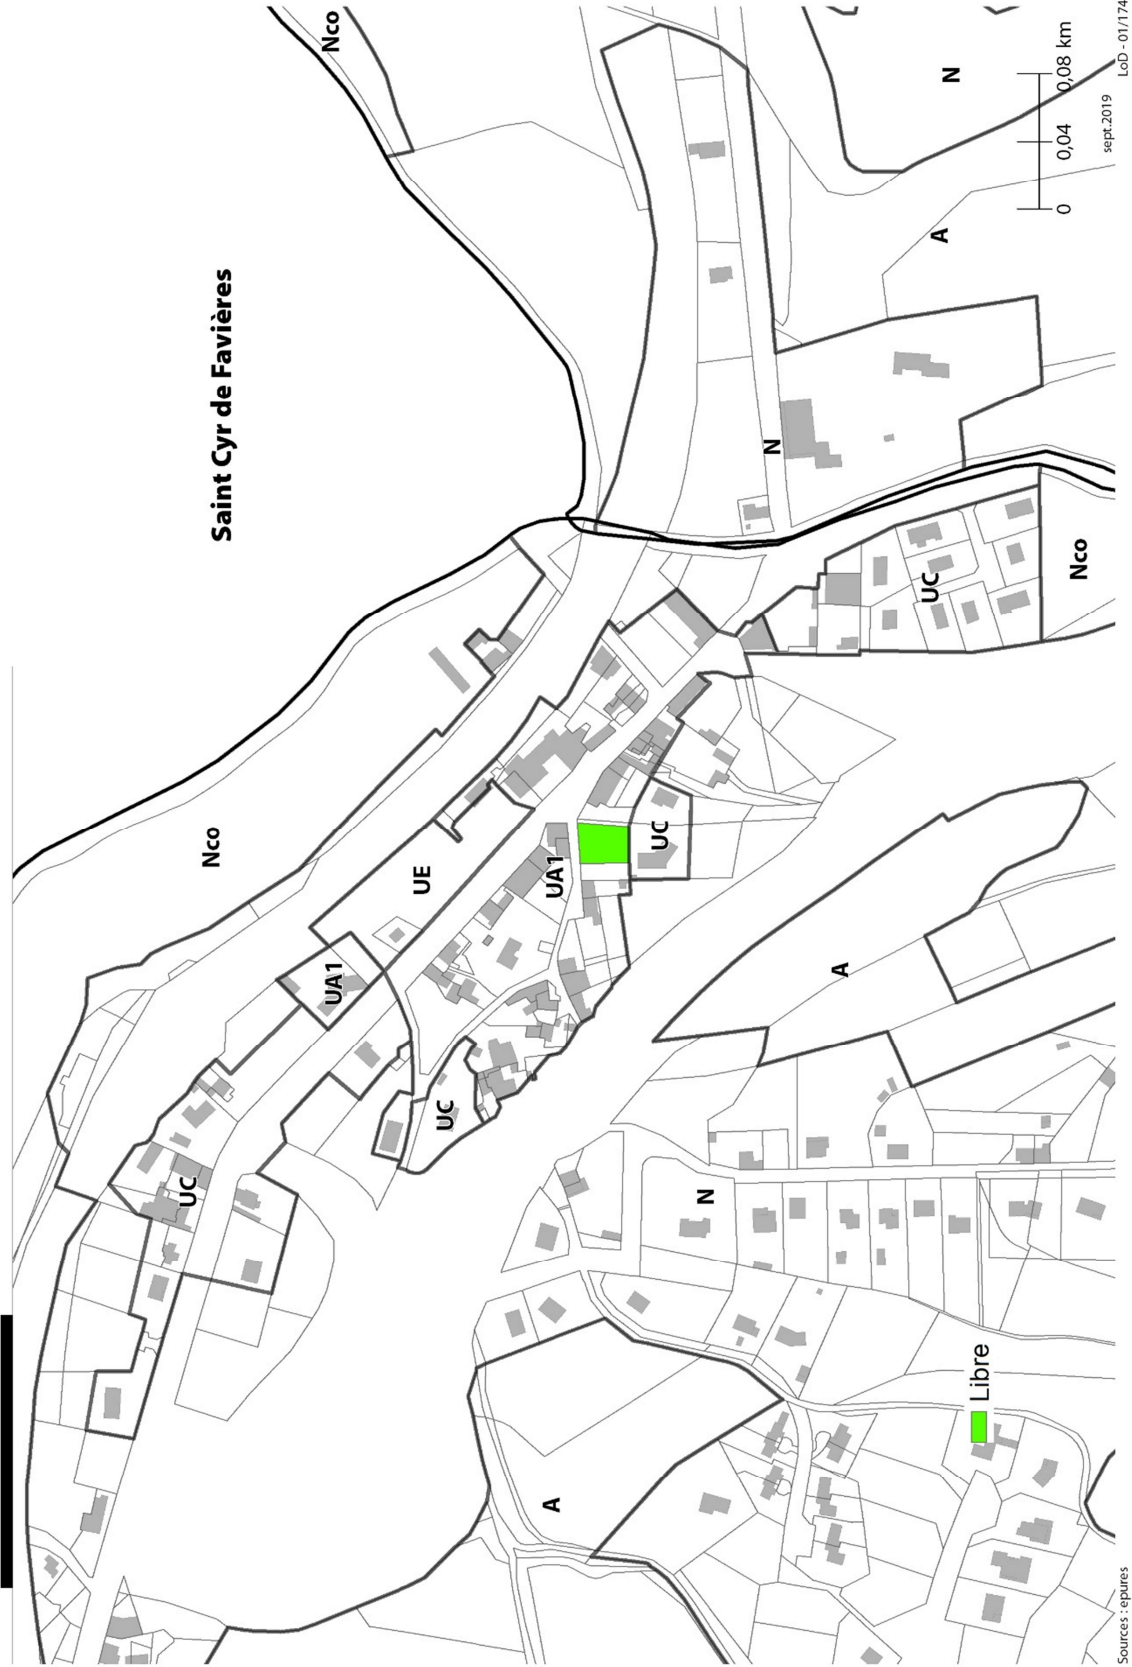 Saint Cyr de Favières
Nco
Nco
UC
UA1
UE
UC
UA1
UC
UC
Nco
N
N
A
A
N
A
Libre
0 0,04 0,08 km
sept.2019
Sources : epures
LoD - 01/174